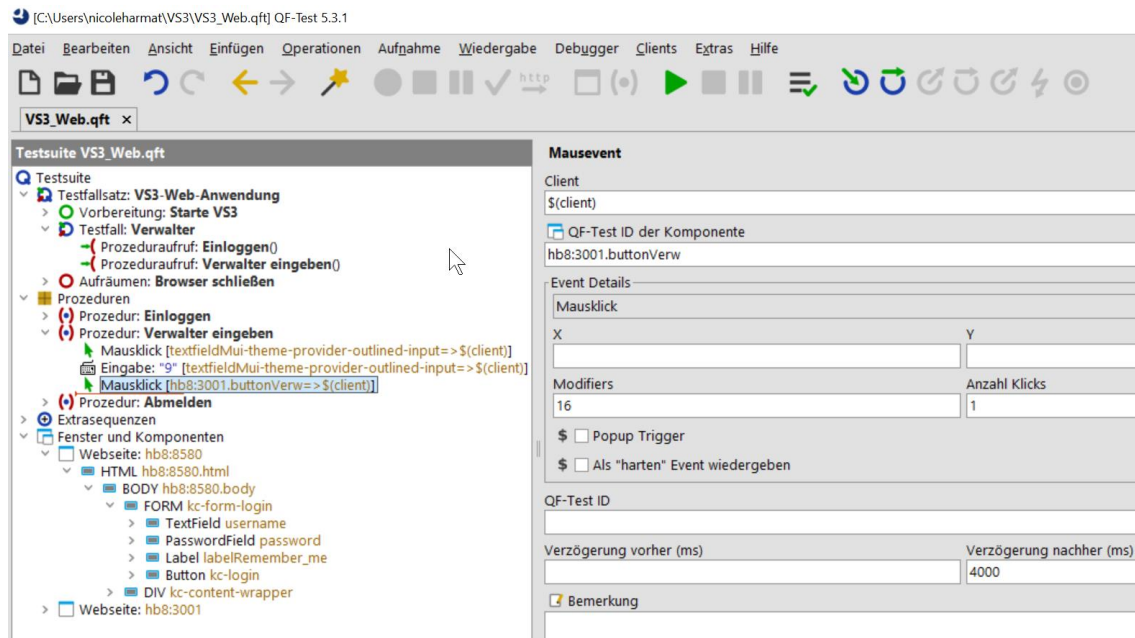 [C:\Users\nicoleharmat\VS3\VS3_Web.qft] QF-Test 5.3.1
Datei Bearbeiten Ansicht Einfügen Operationen Aufnahme Wiedergabe Debugger Clients Extras Hilfe
http
VS3_Web.qft ×
Testsuite VS3_Web.qft
Testsuite
Testfallsatz: VS3-Web-Anwendung
Vorbereitung: Starte VS3
Testfall: Verwalter
Prozeduraufruf: Einloggen()
Prozeduraufruf: Verwalter eingeben()
Aufräumen: Browser schließen
Prozeduren
Prozedur: Einloggen
Prozedur: Verwalter eingeben
Mausklick [textfieldMui-theme-provider-outlined-input=>$(client)]
Eingabe: "9" [textfieldMui-theme-provider-outlined-input=>$(client)]
Mausklick [hb8:3001.buttonVerw=>$(client)]
Prozedur: Abmelden
Extrasequenzen
Fenster und Komponenten
Webseite: hb8:8580
HTML hb8:8580.html
BODY hb8:8580.body
FORM kc-form-login
TextField username
PasswordField password
Label labelRemember_me
Button kc-login
DIV kc-content-wrapper
Webseite: hb8:3001
Mausevent
Client
$(client)
QF-Test ID der Komponente
hb8:3001.buttonVerw
Event Details
Mausklick
X Y
Modifiers Anzahl Klicks
16 1
$ Popup Trigger
$ Als "harten" Event wiedergeben
QF-Test ID
Verzögerung vorher (ms) Verzögerung nachher (ms)
4000
Bemerkung